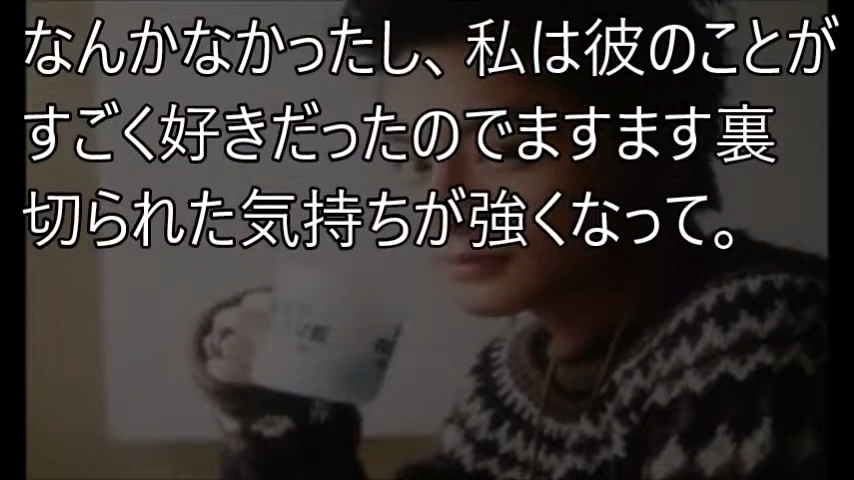 なんかなかったし、私は彼のことが
すごく好きだったのでますます裏
切られた気持ちが強くなって。